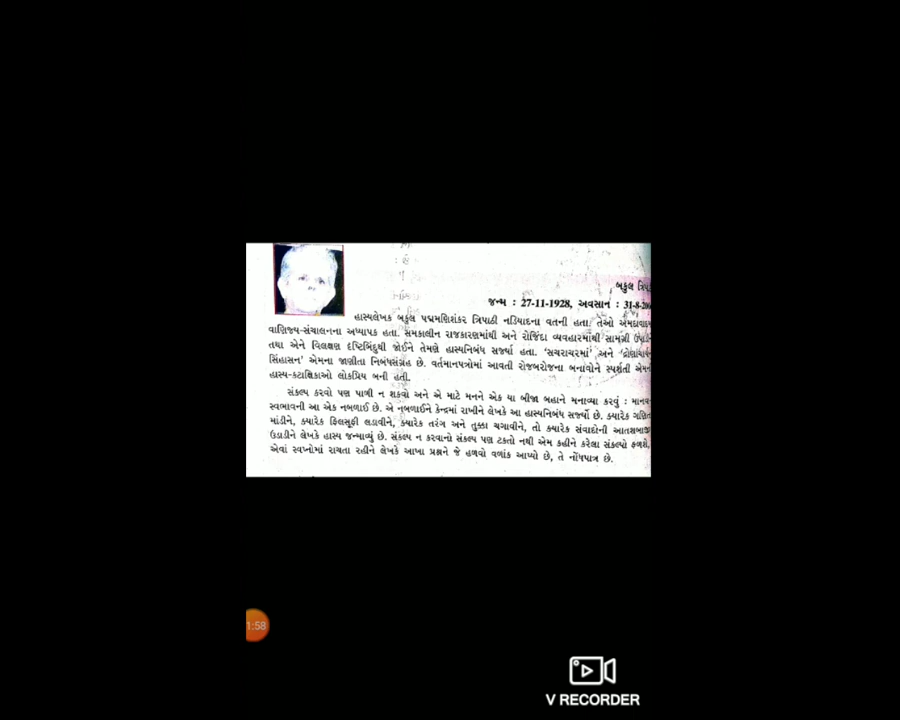 બકુલ ત્રિપાઠી
જન્મ : 27-11-1928, અવસાન : 31-8-200
હાસ્યલેખક બકુલ પદ્મમણિશંકર ત્રિપાઠી નડિયાદના વતની હતા. તેઓ અમદાવાદમાં
વાણિજ્ય-સંચાલનના અધ્યાપક હતા. સમકાલીન રાજકારણમાંથી અને રોજિંદા વ્યવહારમાંથી સામગ્રી ઉપાડી
તથા એને વિલક્ષણ દૃષ્ટિબિંદુથી જોઈને તેમણે હાસ્યનિબંધ સર્જ્યા હતા. 'સચરાચરમાં' અને 'દ્રોણાચાર્યનું
સિંહાસન' એમના જાણીતા નિબંધસંગ્રહ છે. વર્તમાનપત્રોમાં આવતી રોજબરોજના બનાવોને સ્પર્શતી એમની
હાસ્ય-કટાક્ષિકાઓ લોકપ્રિય બની હતી.
સંકલ્પ કરવો પણ પાળી ન શકવો અને એ માટે મનને એક યા બીજા બહાને મનાવ્યા કરવું : માનવ-
સ્વભાવની આ એક નબળાઈ છે. એ નબળાઈને કેન્દ્રમાં રાખીને લેખકે આ હાસ્યનિબંધ સર્જ્યો છે. ક્યારેક ગણિત
માંડીને, ક્યારેક ફિલસૂફી લડાવીને, ક્યારેક તરંગ અને તુક્કા ચગાવીને, તો ક્યારેક સંવાદોની આતશબાજી
ઉડાડીને લેખકે હાસ્ય જન્માવ્યું છે. સંકલ્પ ન કરવાનો સંકલ્પ પણ ટકતો નથી એમ કહીને કરેલા સંકલ્પો ફળશે,
એવાં સ્વપ્નોમાં રાચતા રહીને લેખકે આખા પ્રશ્નને જે હળવો વળાંક આપ્યો છે, તે નોંધપાત્ર છે.
1:58
V RECORDER